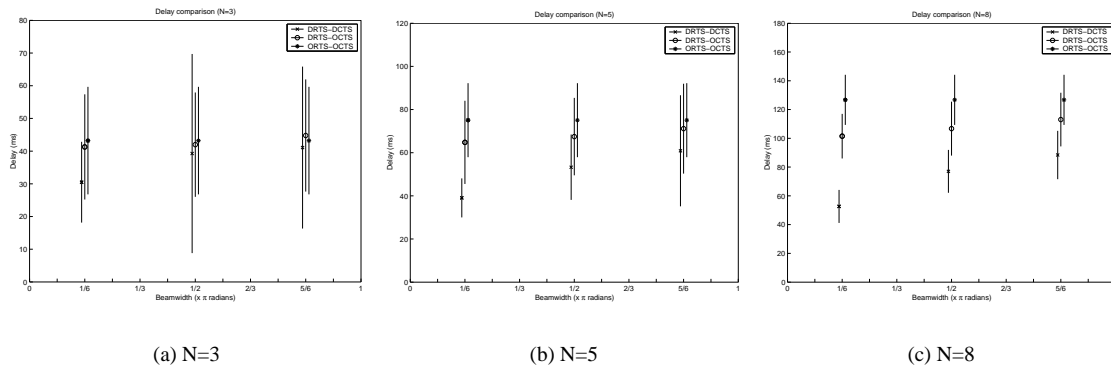 Delay comparison (N=3)
80
70
60
50
40
30
20
10
0
Delay (ms)
DRTS−DCTS
DRTS−OCTS
ORTS−OCTS
0 1/6 1/3 1/2 2/3 5/6 1
Beamwidth (x π radians)
(a) N=3
Delay comparison (N=5)
120
100
80
60
40
20
0
Delay (ms)
DRTS−DCTS
DRTS−OCTS
ORTS−OCTS
0 1/6 1/3 1/2 2/3 5/6 1
Beamwidth (x π radians)
(b) N=5
Delay comparison (N=8)
180
160
140
120
100
80
60
40
20
0
Delay (ms)
DRTS−DCTS
DRTS−OCTS
ORTS−OCTS
0 1/6 1/3 1/2 2/3 5/6
Beamwidth (x π radians)
(c) N=8